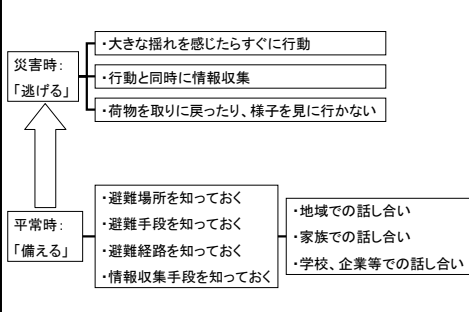 災害時:
「逃げる」
・大きな揺れを感じたらすぐに行動
・行動と同時に情報収集
・荷物を取りに戻ったり、様子を見に行かない
平常時:
「備える」
・避難場所を知っておく
・避難手段を知っておく
・避難経路を知っておく
・情報収集手段を知っておく
・地域での話し合い
・家族での話し合い
・学校、企業等での話し合い